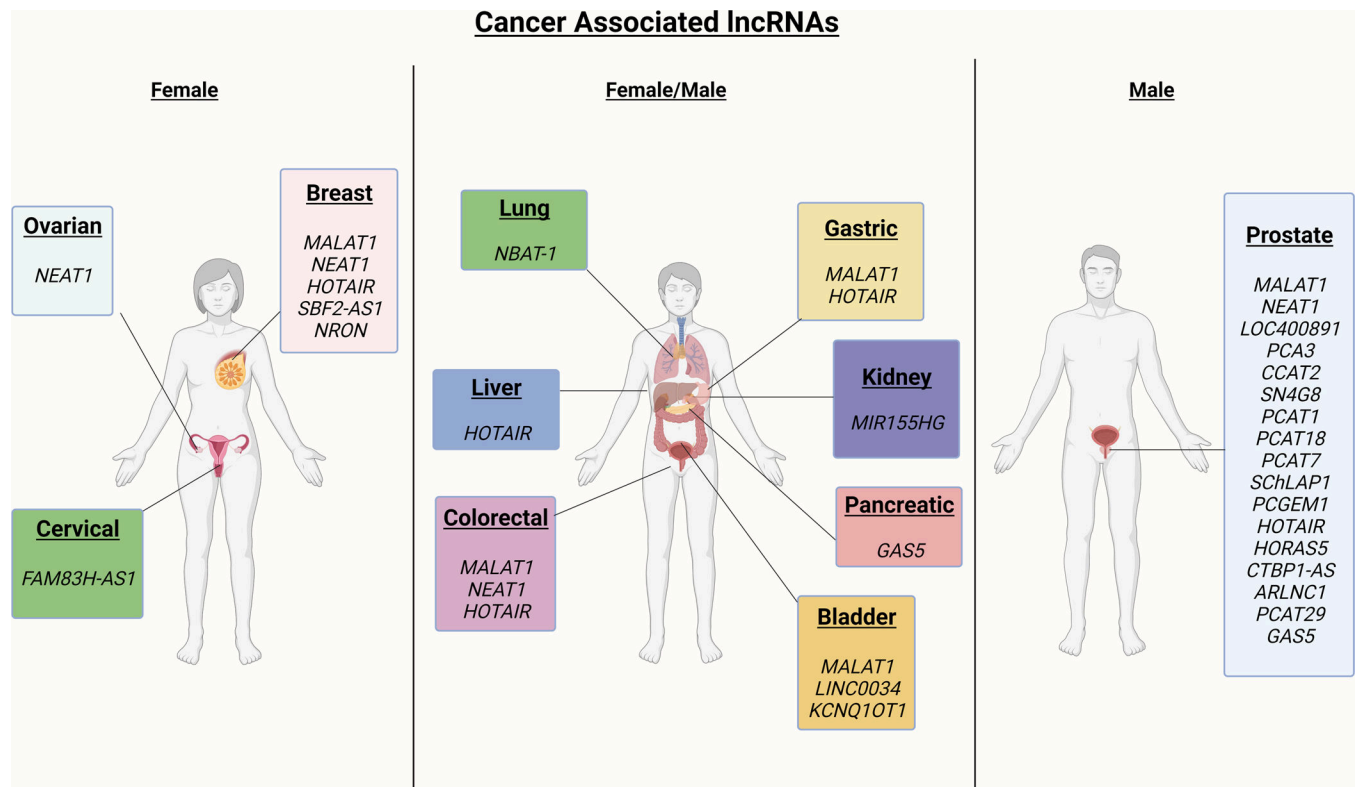 Cancer Associated lncRNAs
Female
Ovarian
NEAT1
Breast
MALAT1
NEAT1
HOTAIR
SBF2-AS1
NRON
Cervical
FAM83H-AS1
Female/Male
Lung
NBAT-1
Gastric
MALAT1
HOTAIR
Liver
HOTAIR
Kidney
MIR155HG
Colorectal
MALAT1
NEAT1
HOTAIR
Pancreatic
GAS5
Bladder
MALAT1
LINC0034
KCNQ1OT1
Male
Prostate
MALAT1
NEAT1
LOC400891
PCA3
CCAT2
SN4G8
PCAT1
PCAT18
PCAT7
SChLAP1
PCGEM1
HOTAIR
HORAS5
CTBP1-AS
ARLNC1
PCAT29
GAS5